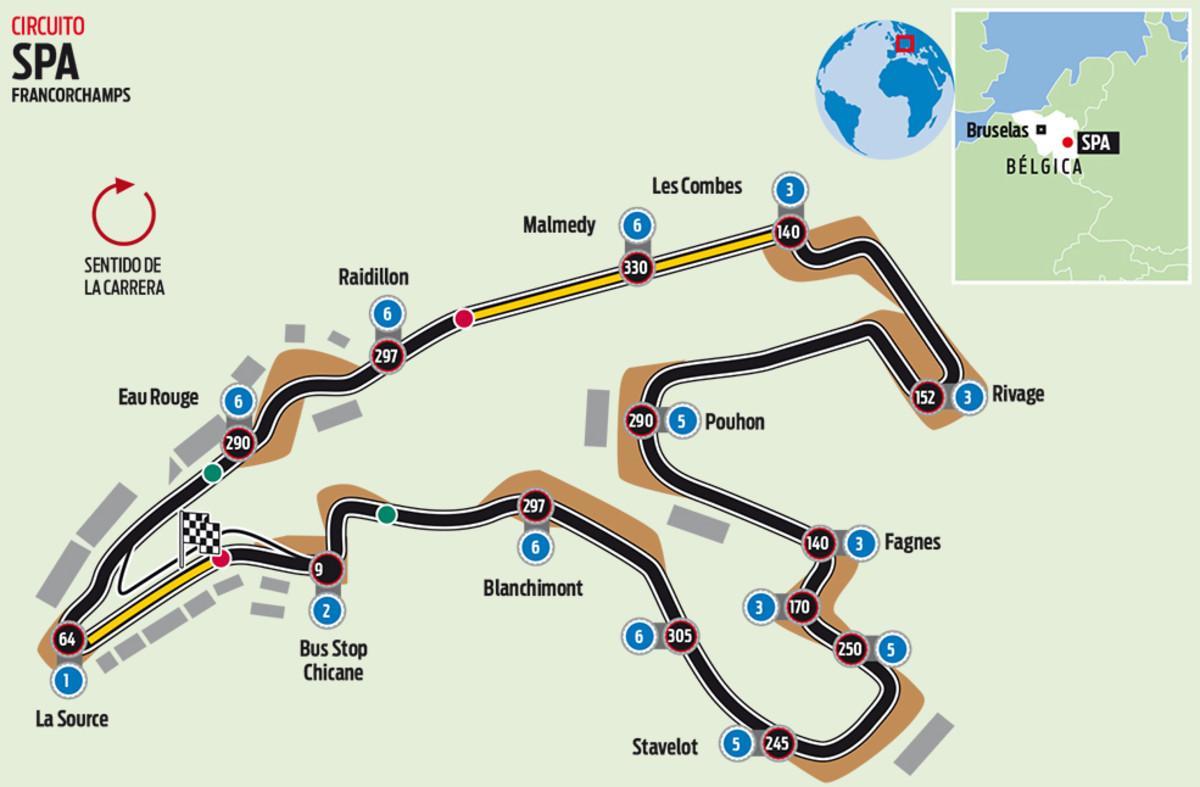 CIRCUITO
SPA
FRANCORCHAMPS
SENTIDO DE
LA CARRERA
Bruselas
SPA
BÉLGICA
Les Combes
3
140
Malmedy
6
330
Raidillon
6
297
Eau Rouge
6
290
152
3
Rivage
290
5
Pouhon
140
3
Fagnes
3
170
250
5
297
6
Blanchimont
6
305
Stavelot
5
245
9
2
Bus Stop
Chicane
64
1
La Source